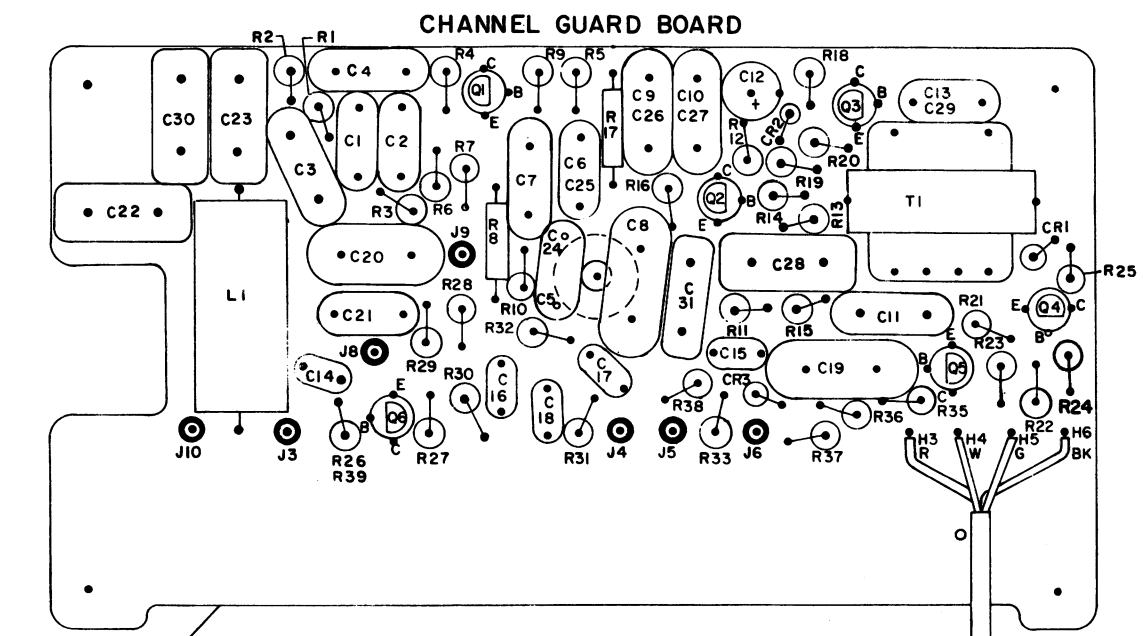 CHANNEL GUARD BOARD
R2
R1
C4
R4
C
Q1
B
E
R9
R5
C30
C23
C3
C1
C2
R7
R6
R3
C7
C6
C25
R
17
C9
C26
C10
C27
C12
+
R
12
CR2
R18
C
Q3
B
E
C13
C29
R20
R19
R16
C
Q2
B
E
R14
R13
T1
CR1
R25
C22
L1
C20
J9
R
8
C
24
C5
R10
C8
C
31
C28
C21
R28
R32
R11
R15
C11
R21
R23
E
Q4
C
B
J8
R29
C14
R30
C
16
C
17
C
18
C15
CR3
R38
C19
E
B
Q5
C
R35
R36
R22
R24
J10
J3
E
Q6
B
C
R26
R39
R27
R31
J4
J5
R33
J6
R37
H3
R
H4
W
H5
G
H6
BK